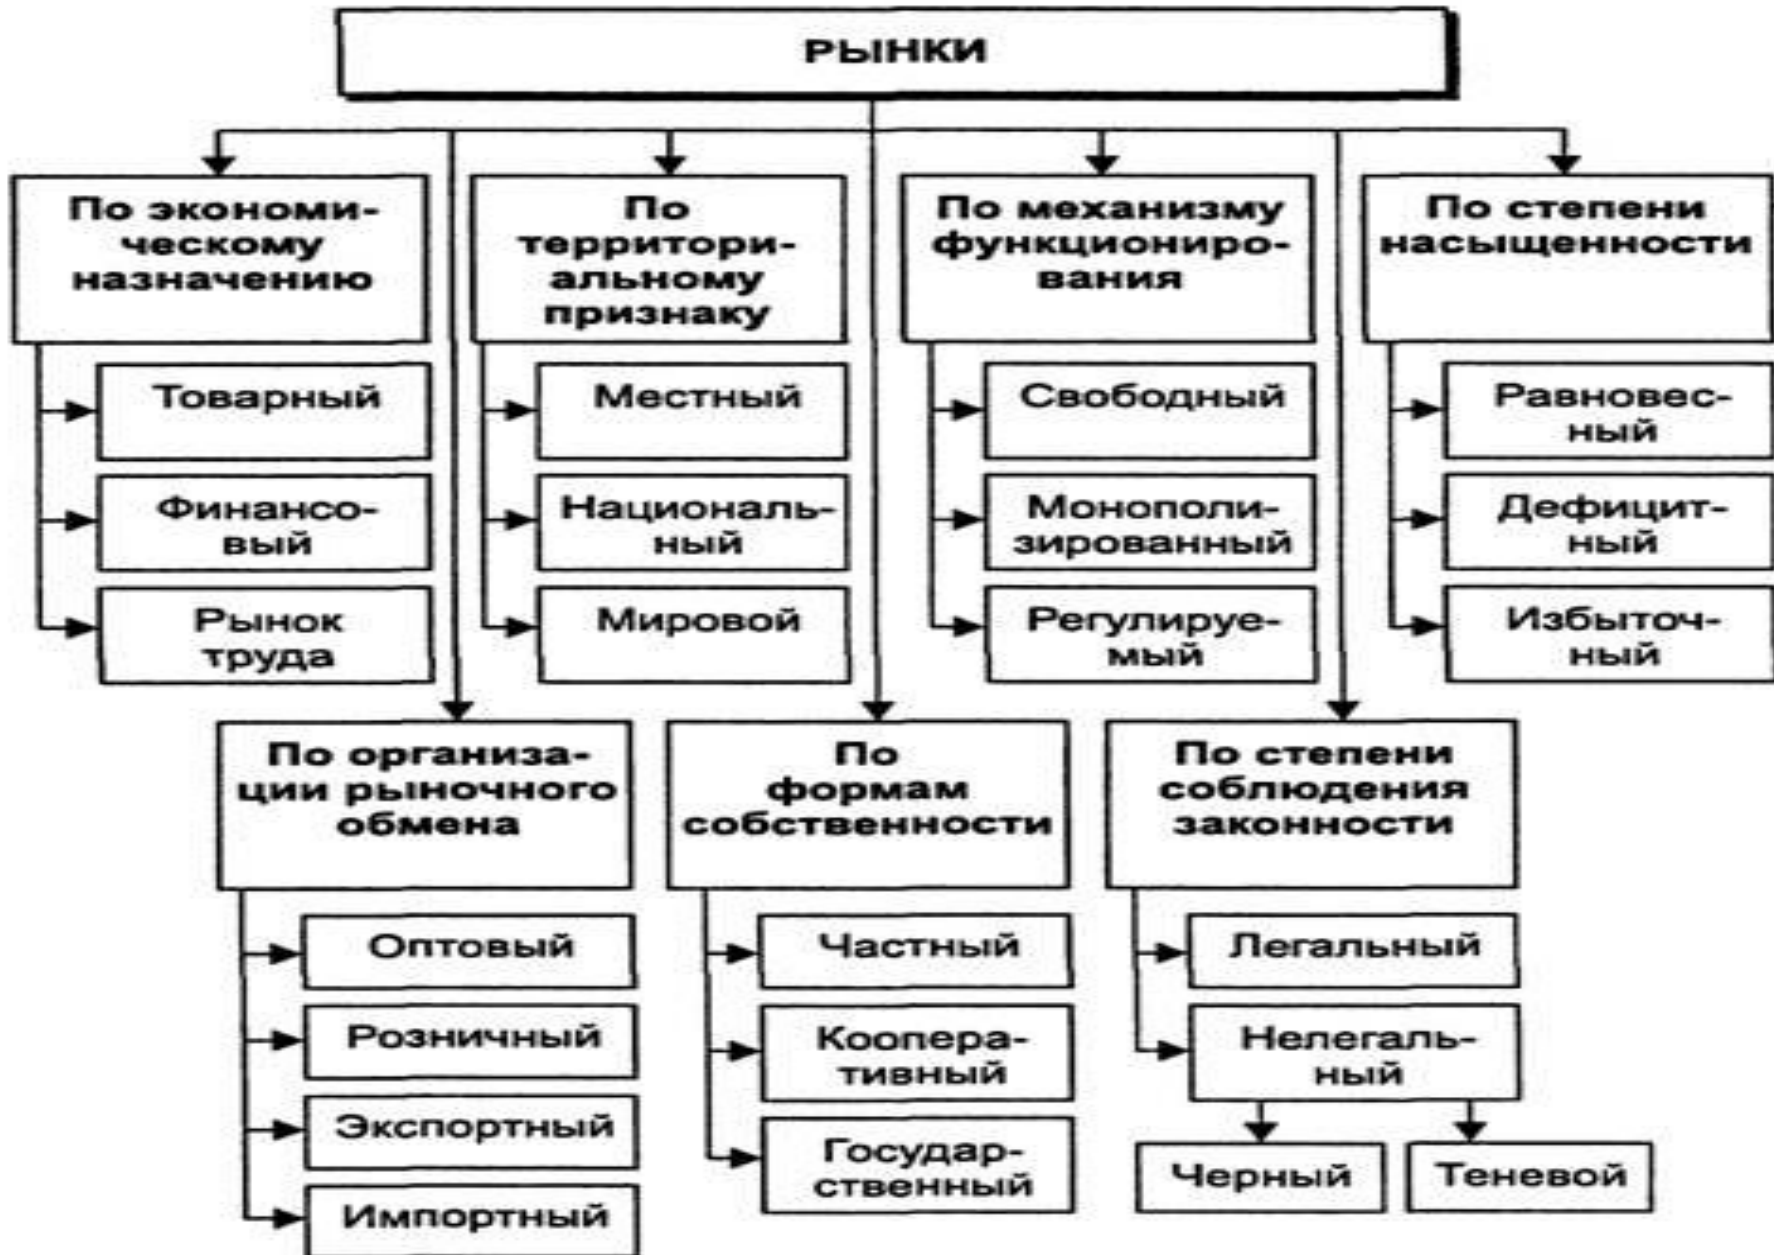 РЫНКИ
По экономи-
ческому
назначению
Товарный
Финансо-
вый
Рынок
труда
По
территори-
альному
признаку
Местный
Националь-
ный
Мировой
По механизму
функциониро-
вания
Свободный
Монополи-
зированный
Регулируе-
мый
По степени
насыщенности
Равновес-
ный
Дефицит-
ный
Избыточ-
ный
По организа-
ции рыночного
обмена
Оптовый
Розничный
Экспортный
Импортный
По
формам
собственности
Частный
Коопера-
тивный
Государ-
ственный
По степени
соблюдения
законности
Легальный
Нелегаль-
ный
Черный
Теневой